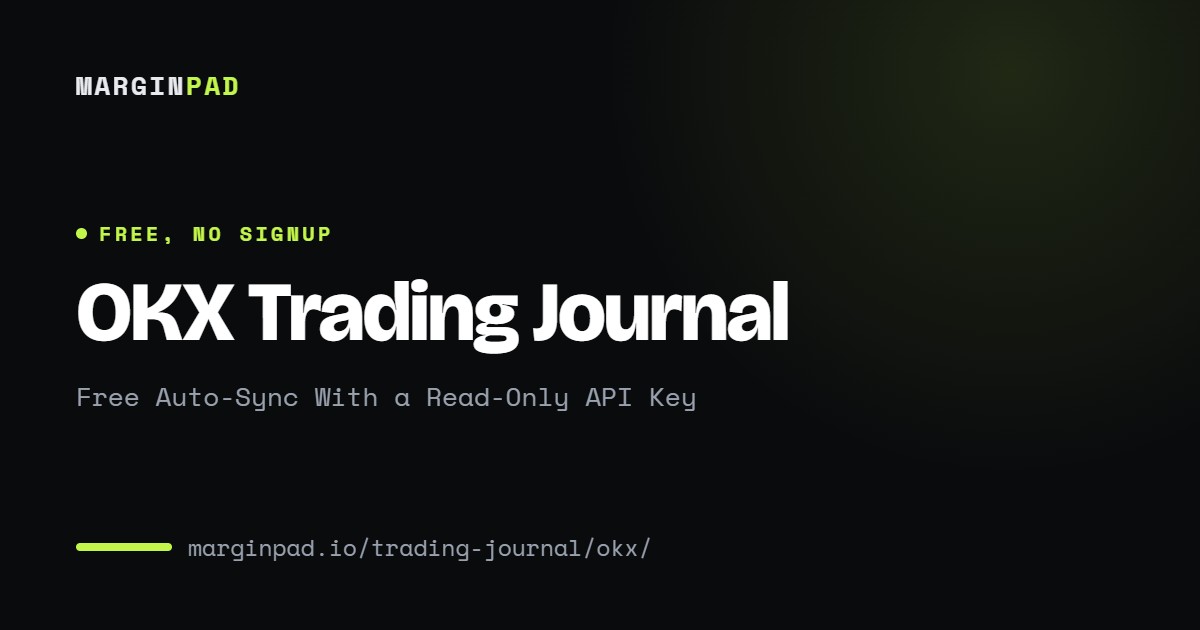 MARGINPAD
FREE, NO SIGNUP
OKX Trading Journal
Free Auto-Sync With a Read-Only API Key
marginpad.io/trading-journal/okx/